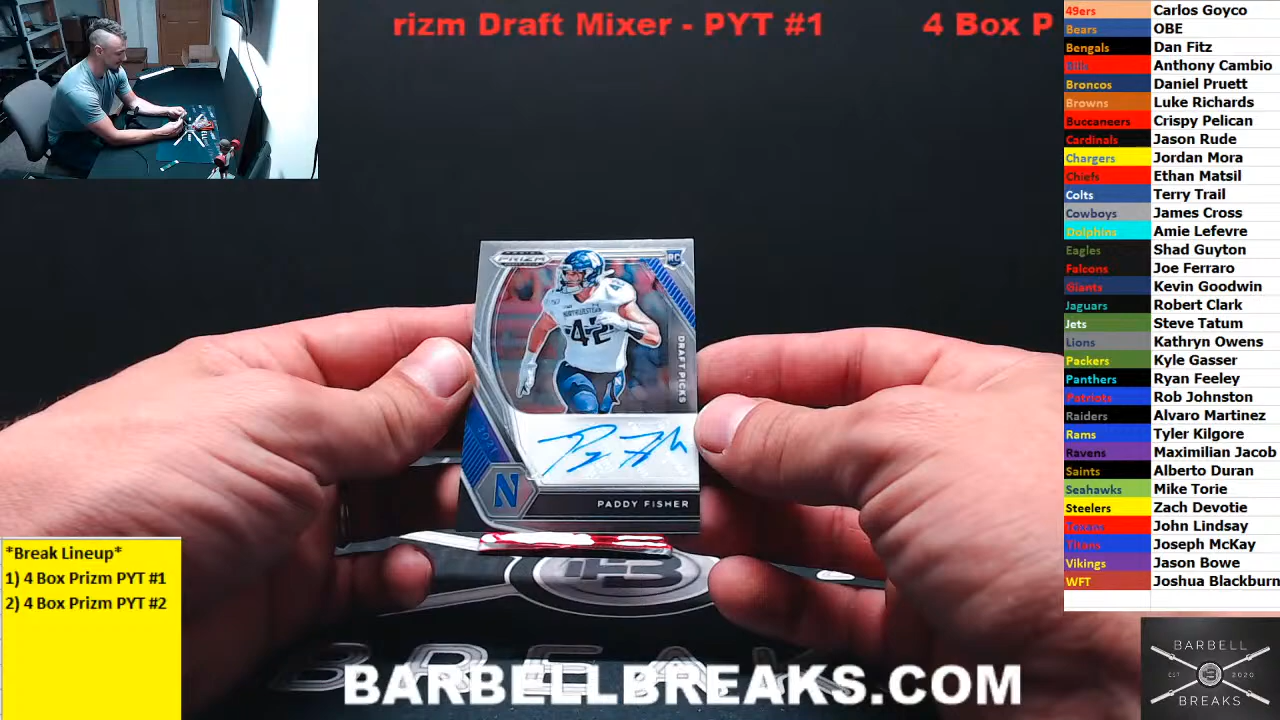 rizm Draft Mixer - PYT #1 4 Box P
49ers Carlos Goyco
Bears OBE
Bengals Dan Fitz
Bills Anthony Cambio
Broncos Daniel Pruett
Browns Luke Richards
Buccaneers Crispy Pelican
Cardinals Jason Rude
Chargers Jordan Mora
Chiefs Ethan Matsil
Colts Terry Trail
Cowboys James Cross
Dolphins Amie Lefevre
Eagles Shad Guyton
Falcons Joe Ferraro
Giants Kevin Goodwin
Jaguars Robert Clark
Jets Steve Tatum
Lions Kathryn Owens
Packers Kyle Gasser
Panthers Ryan Feeley
Patriots Rob Johnston
Raiders Alvaro Martinez
Rams Tyler Kilgore
Ravens Maximilian Jacob
Saints Alberto Duran
Seahawks Mike Torie
Steelers Zach Devotie
Texans John Lindsay
Titans Joseph McKay
Vikings Jason Bowe
WFT Joshua Blackburn
PRIZM
RC
NORTHWESTERN
42
DRAFT PICKS
N
PADDY FISHER
*Break Lineup*
1) 4 Box Prizm PYT #1
2) 4 Box Prizm PYT #2
BREAKS
BARBELLBREAKS.COM
BARBELL
EST 2020
BREAKS